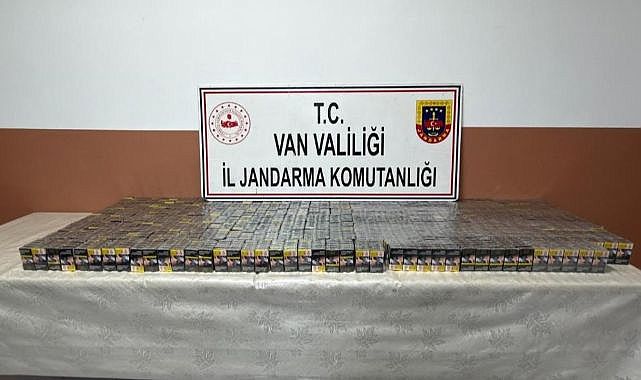 T.C.
VAN VALİLİĞİ
İL JANDARMA KOMUTANLIĞI